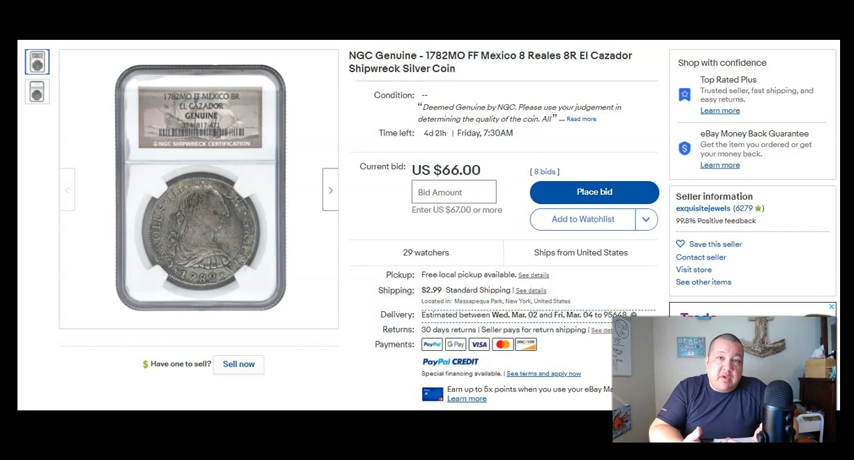 NGC Genuine - 1782MO FF Mexico 8 Reales 8R El Cazador
Shipwreck Silver Coin
Condition: --
"Deemed Genuine by NGC. Please use your judgement in
determining the quality of the coin. All" ... Read more
Time left: 4d 21h | Friday, 7:30AM
Current bid: US $66.00 [ 8 bids ]
Bid Amount
Place bid
Enter US $67.00 or more
Add to Watchlist
29 watchers
Ships from United States
Pickup: Free local pickup available. See details
Shipping: $2.99 Standard Shipping | See details
Located in: Massapequa Park, New York, United States
Delivery: Estimated between Wed. Mar. 02 and Fri. Mar. 04 to
Returns: 30 days returns | Seller pays for return shipping |
Payments: PayPal G Pay VISA
PayPal CREDIT
Special financing available. | See terms and apply now
Earn up to 5x points when you use your eBay
Learn more
1782MO FF MEXICO 8R
EL CAZADOR
GENUINE
NGC SHIPWRECK CERTIFICATION
$ Have one to sell? Sell now
Shop with confidence
Top Rated Plus
Trusted seller, fast shipping, and
easy returns.
Learn more
eBay Money Back Guarantee
Get the item you ordered or get
your money back.
Learn more
Seller information
exquisitejewels (6279)
99.8% Positive feedback
Save this seller
Contact seller
Visit store
See other items
BEACH